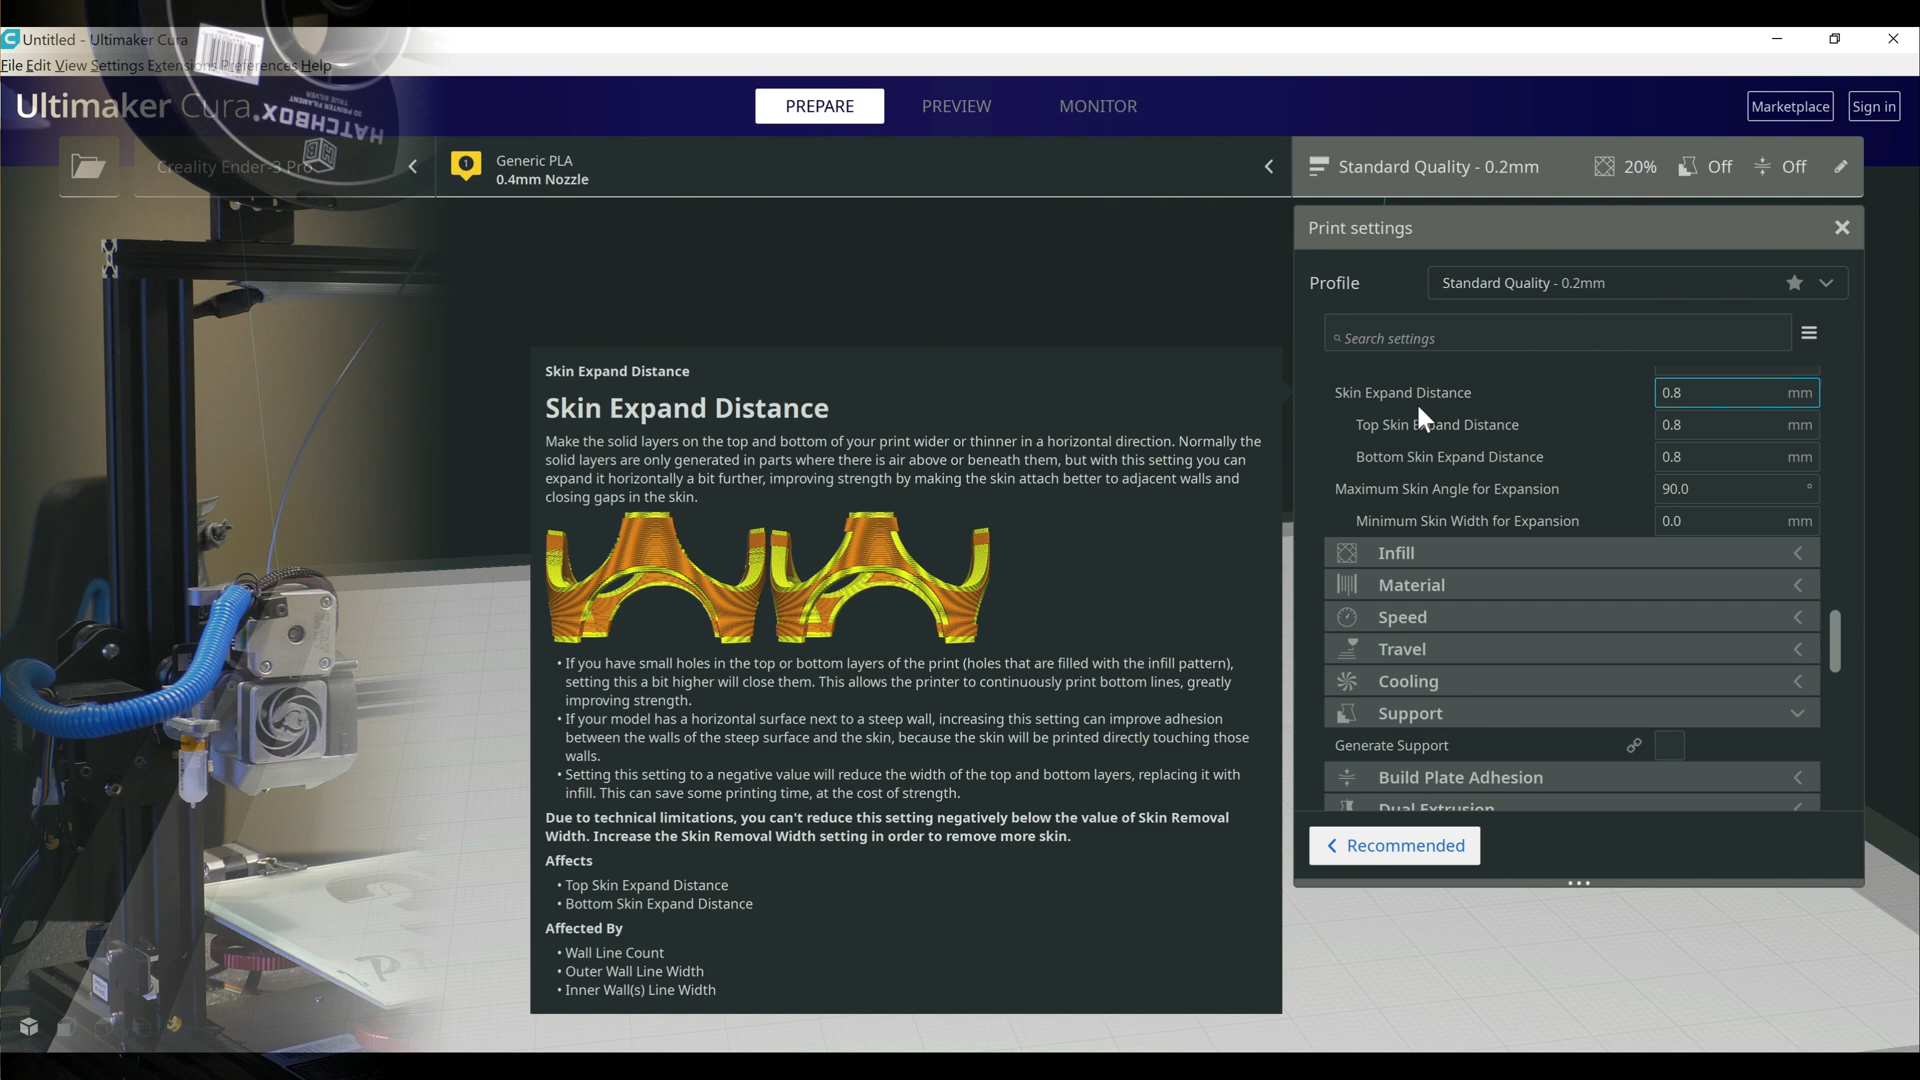 Untitled - Ultimaker Cura
File Edit View Settings Extensions Preferences Help
Ultimaker Cura
PREPARE
PREVIEW
MONITOR
Marketplace
Sign in
HATCHBOX
3D PRINTER FILAMENT
TRUE SILVER
Creality Ender-3 Pro
1
Generic PLA
0.4mm Nozzle
Standard Quality - 0.2mm
20%
Off
Off
Print settings
Profile
Standard Quality - 0.2mm
Search settings
Skin Expand Distance
0.8 mm
Top Skin Expand Distance
0.8 mm
Bottom Skin Expand Distance
0.8 mm
Maximum Skin Angle for Expansion
90.0 °
Minimum Skin Width for Expansion
0.0 mm
Infill
Material
Speed
Travel
Cooling
Support
Generate Support
Build Plate Adhesion
Dual Extrusion
Recommended
Skin Expand Distance
Skin Expand Distance
Make the solid layers on the top and bottom of your print wider or thinner in a horizontal direction. Normally the
solid layers are only generated in parts where there is air above or beneath them, but with this setting you can
expand it horizontally a bit further, improving strength by making the skin attach better to adjacent walls and
closing gaps in the skin.
• If you have small holes in the top or bottom layers of the print (holes that are filled with the infill pattern),
setting this a bit higher will close them. This allows the printer to continuously print bottom lines, greatly
improving strength.
• If your model has a horizontal surface next to a steep wall, increasing this setting can improve adhesion
between the walls of the steep surface and the skin, because the skin will be printed directly touching those
walls.
• Setting this setting to a negative value will reduce the width of the top and bottom layers, replacing it with
infill. This can save some printing time, at the cost of strength.
Due to technical limitations, you can't reduce this setting negatively below the value of Skin Removal
Width. Increase the Skin Removal Width setting in order to remove more skin.
Affects
• Top Skin Expand Distance
• Bottom Skin Expand Distance
Affected By
• Wall Line Count
• Outer Wall Line Width
• Inner Wall(s) Line Width